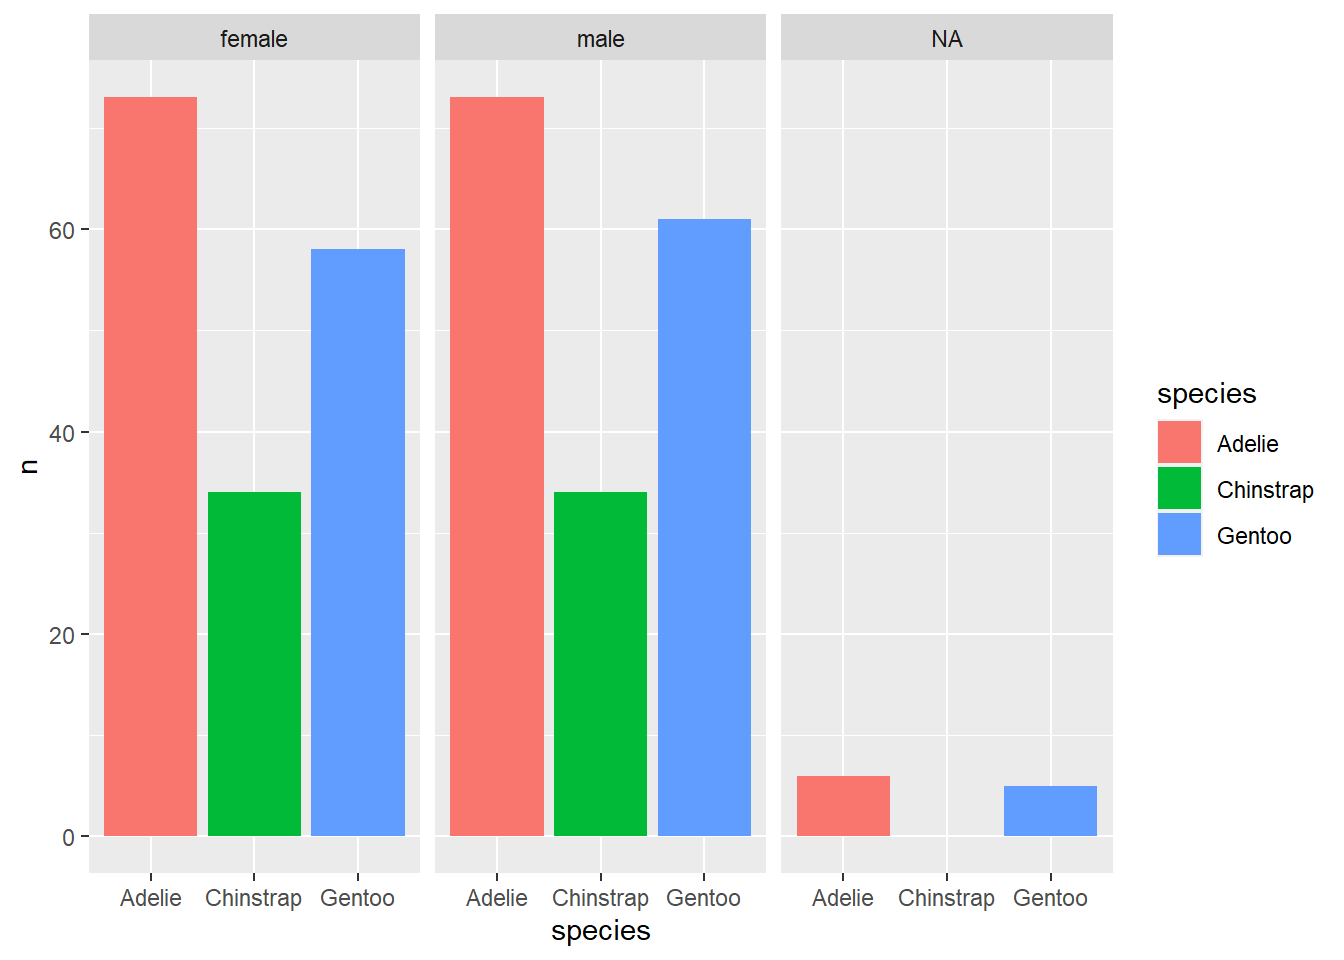 female male NA
60
40
20
0
n
Adelie Chinstrap Gentoo Adelie Chinstrap Gentoo Adelie Chinstrap Gentoo
species
species
Adelie
Chinstrap
Gentoo